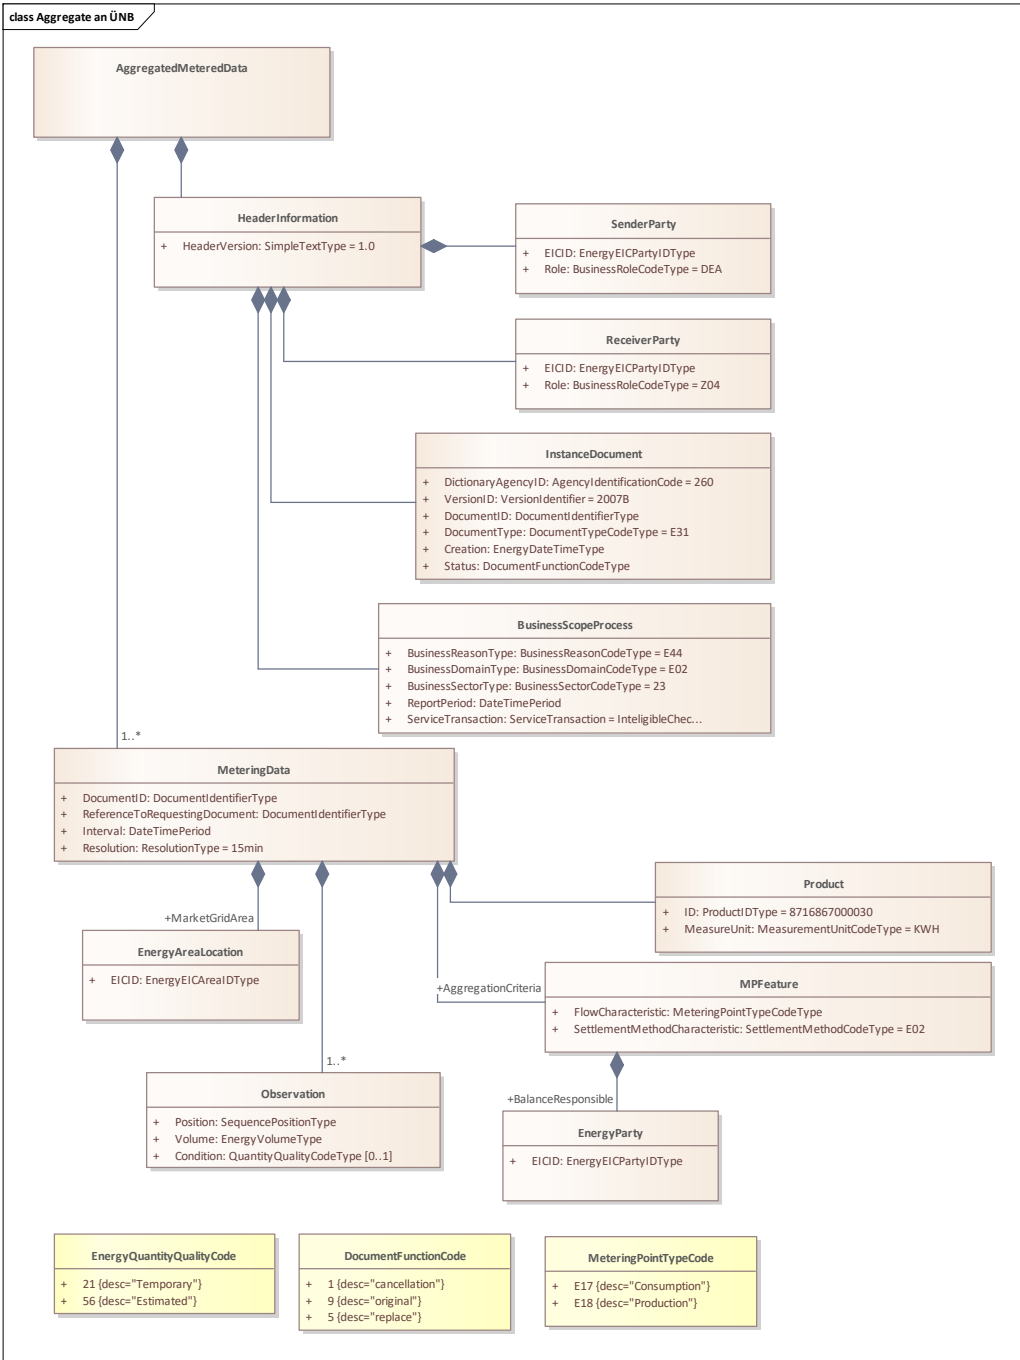 class Aggregate an ÜNB
AggregatedMeteredData
HeaderInformation
+ HeaderVersion: SimpleTextType = 1.0
SenderParty
+ EICID: EnergyEICPartyIDType
+ Role: BusinessRoleCodeType = DEA
ReceiverParty
+ EICID: EnergyEICPartyIDType
+ Role: BusinessRoleCodeType = Z04
InstanceDocument
+ DictionaryAgencyID: AgencyIdentificationCode = 260
+ VersionID: VersionIdentifier = 2007B
+ DocumentID: DocumentIdentifierType
+ DocumentType: DocumentTypeCodeType = E31
+ Creation: EnergyDateTimeType
+ Status: DocumentFunctionCodeType
BusinessScopeProcess
+ BusinessReasonType: BusinessReasonCodeType = E44
+ BusinessDomainType: BusinessDomainCodeType = E02
+ BusinessSectorType: BusinessSectorCodeType = 23
+ ReportPeriod: DateTimePeriod
+ ServiceTransaction: ServiceTransaction = InteligibleChec...
1..*
MeteringData
+ DocumentID: DocumentIdentifierType
+ ReferenceToRequestingDocument: DocumentIdentifierType
+ Interval: DateTimePeriod
+ Resolution: ResolutionType = 15min
Product
+ ID: ProductIDType = 8716867000030
+ MeasureUnit: MeasurementUnitCodeType = KWH
+MarketGridArea
EnergyAreaLocation
+ EICID: EnergyEICAreaIDType
+AggregationCriteria
MPFeature
+ FlowCharacteristic: MeteringPointTypeCodeType
+ SettlementMethodCharacteristic: SettlementMethodCodeType = E02
1..*
Observation
+ Position: SequencePositionType
+ Volume: EnergyVolumeType
+ Condition: QuantityQualityCodeType [0..1]
+BalanceResponsible
EnergyParty
+ EICID: EnergyEICPartyIDType
EnergyQuantityQualityCode
+ 21 {desc="Temporary"}
+ 56 {desc="Estimated"}
DocumentFunctionCode
+ 1 {desc="cancellation"}
+ 9 {desc="original"}
+ 5 {desc="replace"}
MeteringPointTypeCode
+ E17 {desc="Consumption"}
+ E18 {desc="Production"}